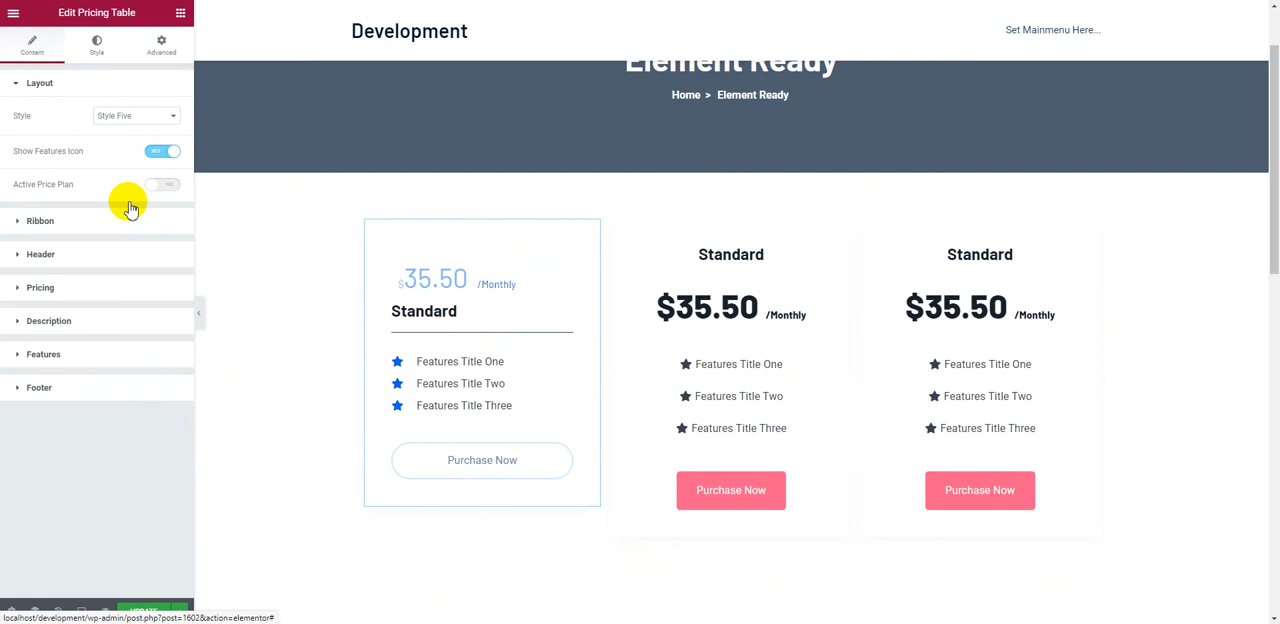 Edit Pricing Table
Content
Style
Advanced
Layout
Style
Style Five
Show Features Icon
YES
Active Price Plan
NO
Ribbon
Header
Pricing
Description
Features
Footer
UPDATE
localhost/development/wp-admin/post.php?post=1602&action=elementor#
Development
Set Mainmenu Here...
Element Ready
Home > Element Ready
$35.50 /Monthly
Standard
Features Title One
Features Title Two
Features Title Three
Purchase Now
Standard
$35.50 /Monthly
Features Title One
Features Title Two
Features Title Three
Purchase Now
Standard
$35.50 /Monthly
Features Title One
Features Title Two
Features Title Three
Purchase Now